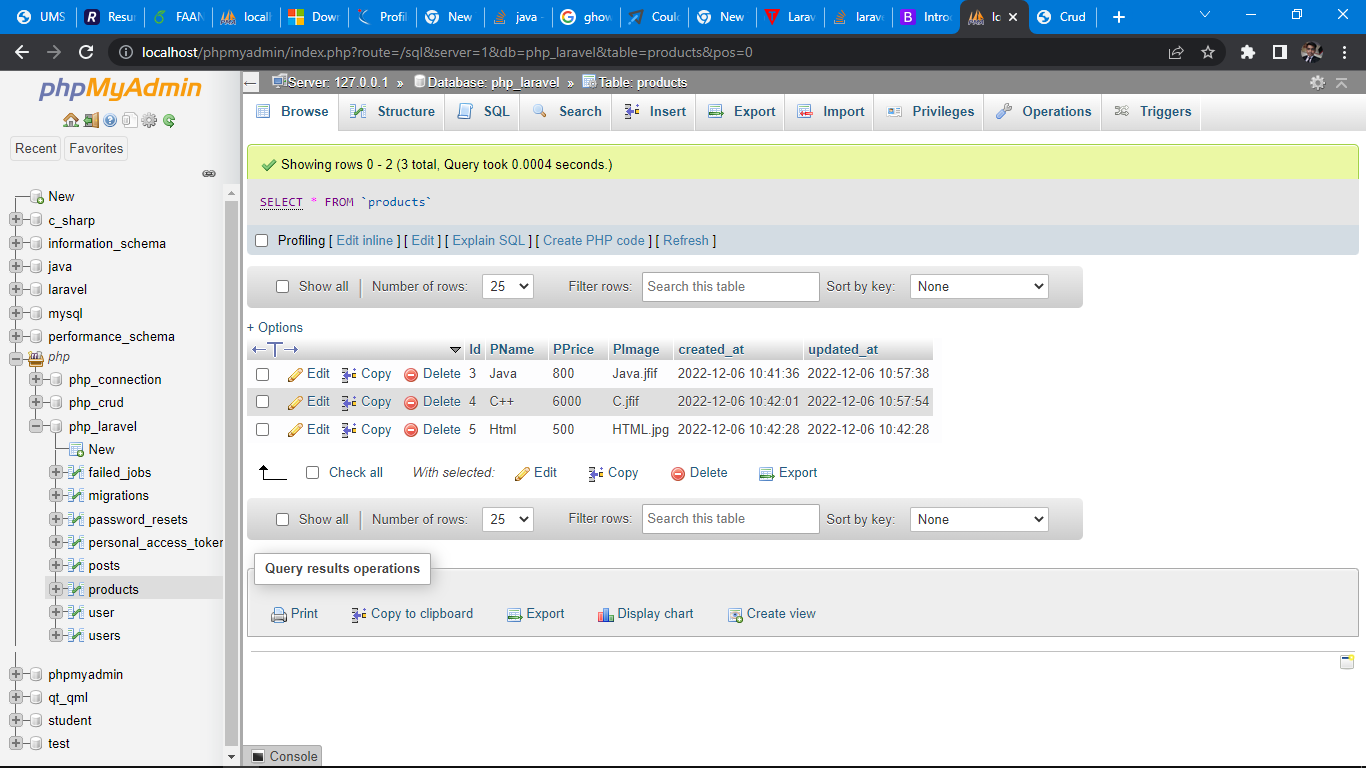 UMS Resu FAAN locall Down Profil New java - ghow Coulc New Larav larave Intro lc Crud
localhost/phpmyadmin/index.php?route=/sql&server=1&db=php_laravel&table=products&pos=0
phpMyAdmin
Recent Favorites
New
c_sharp
information_schema
java
laravel
mysql
performance_schema
php
php_connection
php_crud
php_laravel
New
failed_jobs
migrations
password_resets
personal_access_toker
posts
products
user
users
phpmyadmin
qt_qml
student
test
Server: 127.0.0.1 » Database: php_laravel » Table: products
Browse Structure SQL Search Insert Export Import Privileges Operations Triggers
Showing rows 0 - 2 (3 total, Query took 0.0004 seconds.)
SELECT * FROM `products`
Profiling [ Edit inline ] [ Edit ] [ Explain SQL ] [ Create PHP code ] [ Refresh ]
Show all | Number of rows: 25 Filter rows: Search this table Sort by key: None
+ Options
←T→ Id PName PPrice PImage created_at updated_at
Edit Copy Delete 3 Java 800 Java.jfif 2022-12-06 10:41:36 2022-12-06 10:57:38
Edit Copy Delete 4 C++ 6000 C.jfif 2022-12-06 10:42:01 2022-12-06 10:57:54
Edit Copy Delete 5 Html 500 HTML.jpg 2022-12-06 10:42:28 2022-12-06 10:42:28
Check all With selected: Edit Copy Delete Export
Show all | Number of rows: 25 Filter rows: Search this table Sort by key: None
Query results operations
Print Copy to clipboard Export Display chart Create view
Console